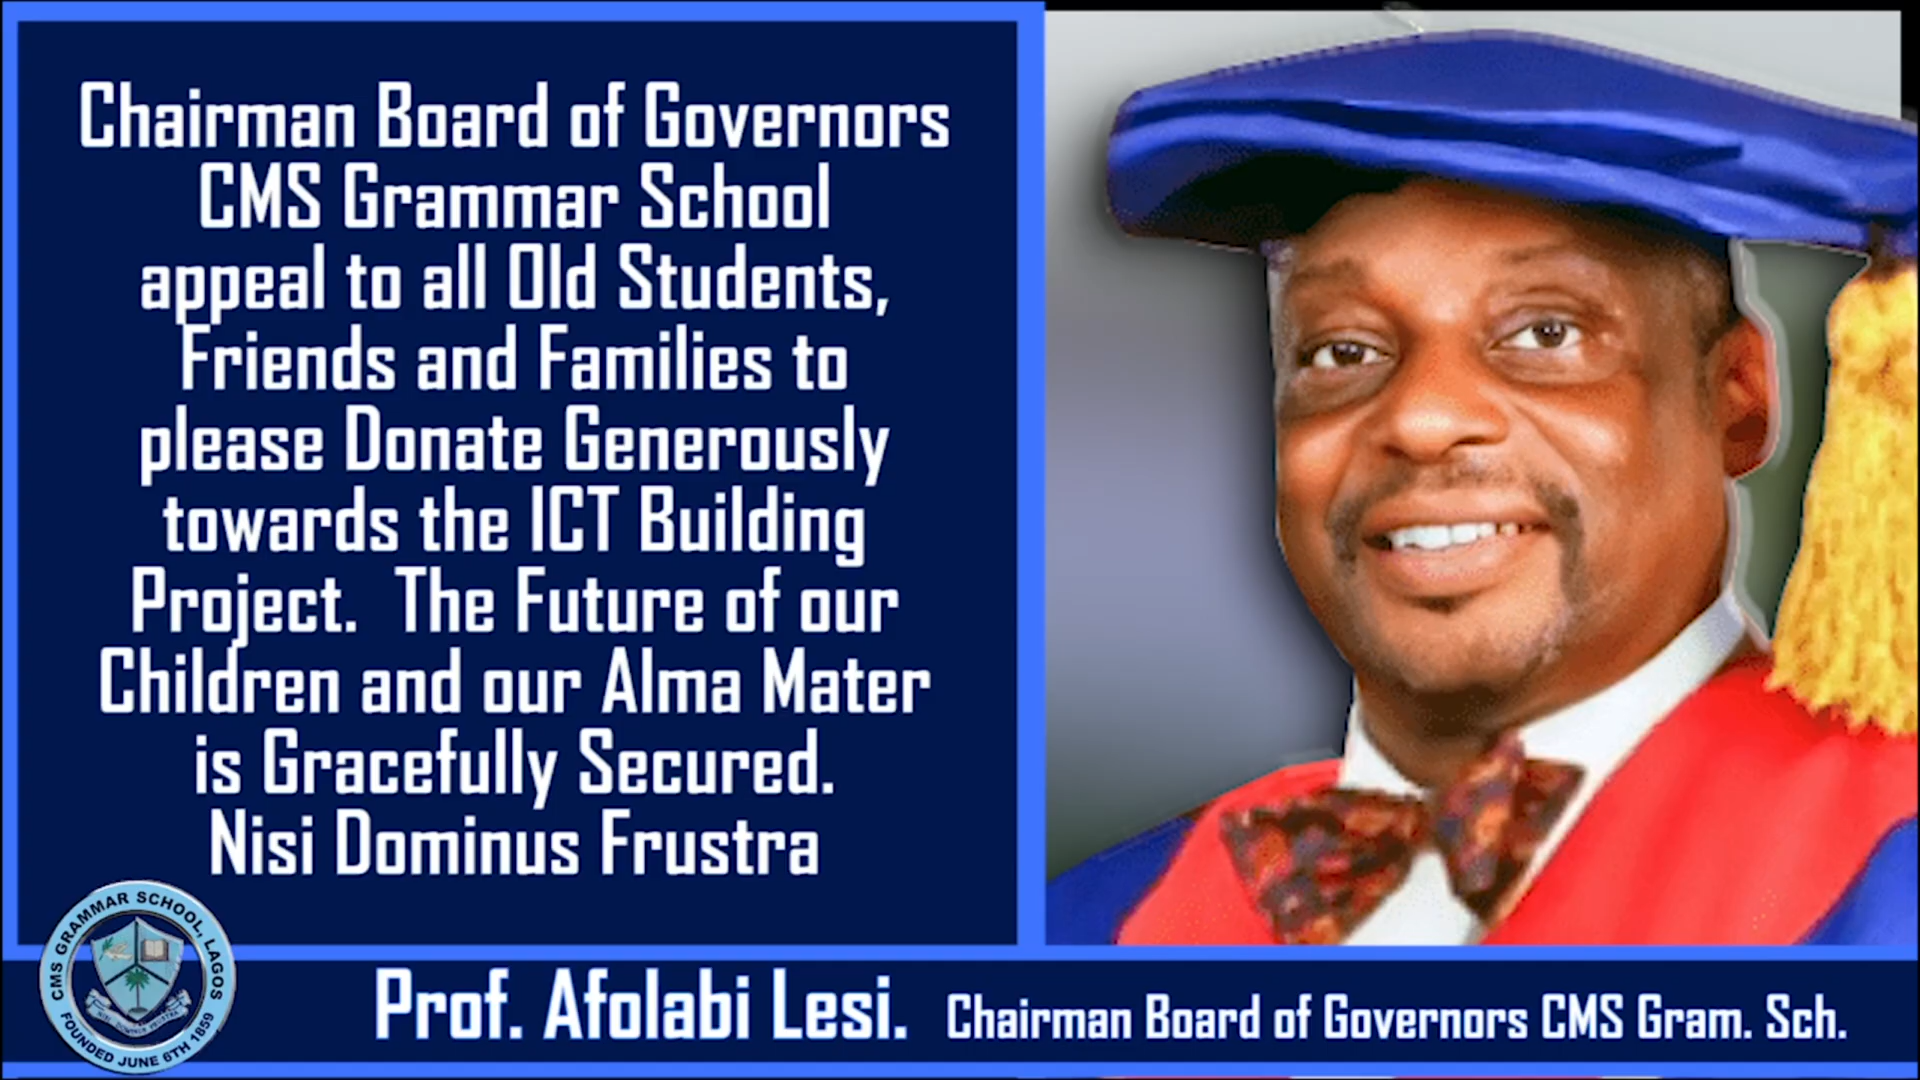 Chairman Board of Governors
CMS Grammar School
appeal to all Old Students,
Friends and Families to
please Donate Generously
towards the ICT Building
Project.  The Future of our
Children and our Alma Mater
is Gracefully Secured.
Nisi Dominus Frustra
CMS GRAMMAR SCHOOL, LAGOS
NISI DOMINUS FRUSTRA
FOUNDED JUNE 6TH 1859
Prof. Afolabi Lesi. Chairman Board of Governors CMS Gram. Sch.